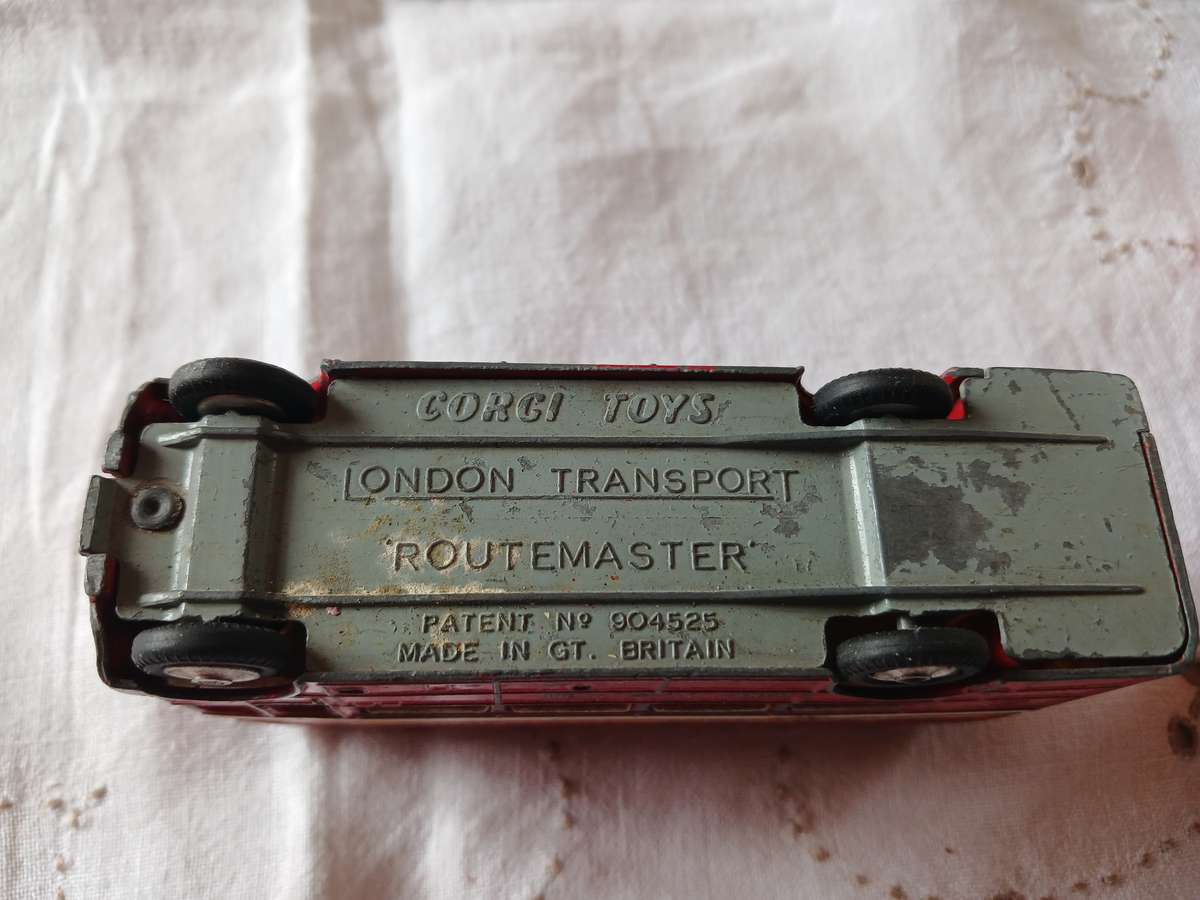 CORGI TOYS
LONDON TRANSPORT
'ROUTEMASTER'
PATENT Nº 904525
MADE IN GT. BRITAIN